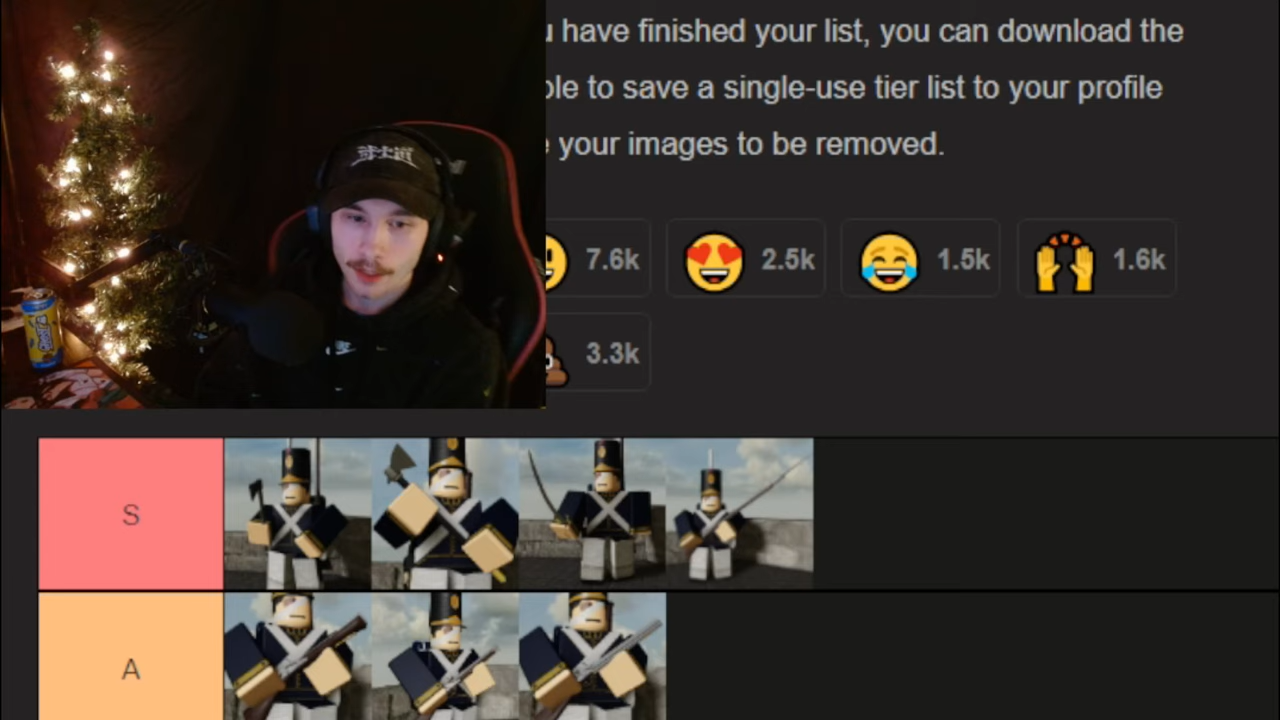 u have finished your list, you can download the
ble to save a single-use tier list to your profile
e your images to be removed.
7.6k 2.5k 1.5k 1.6k
3.3k
S
A